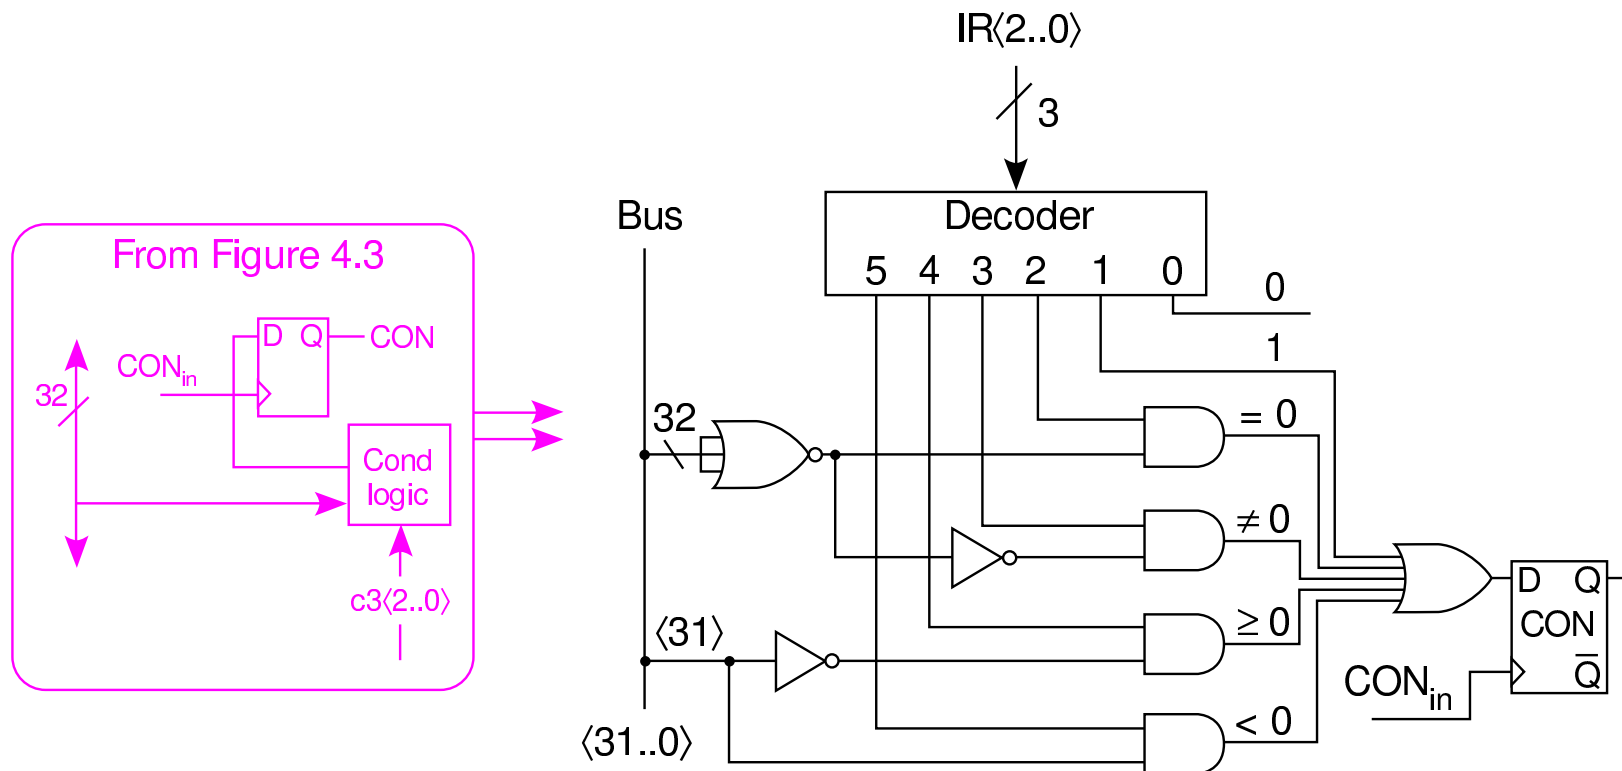 IR⟨2..0⟩
3
Bus
Decoder
5 4 3 2 1 0
0
1
From Figure 4.3
D Q
CON
CONin
32
Cond
logic
c3⟨2..0⟩
32
= 0
≠ 0
⟨31⟩
≥ 0
< 0
⟨31..0⟩
D Q
CON
Q̅
CONin